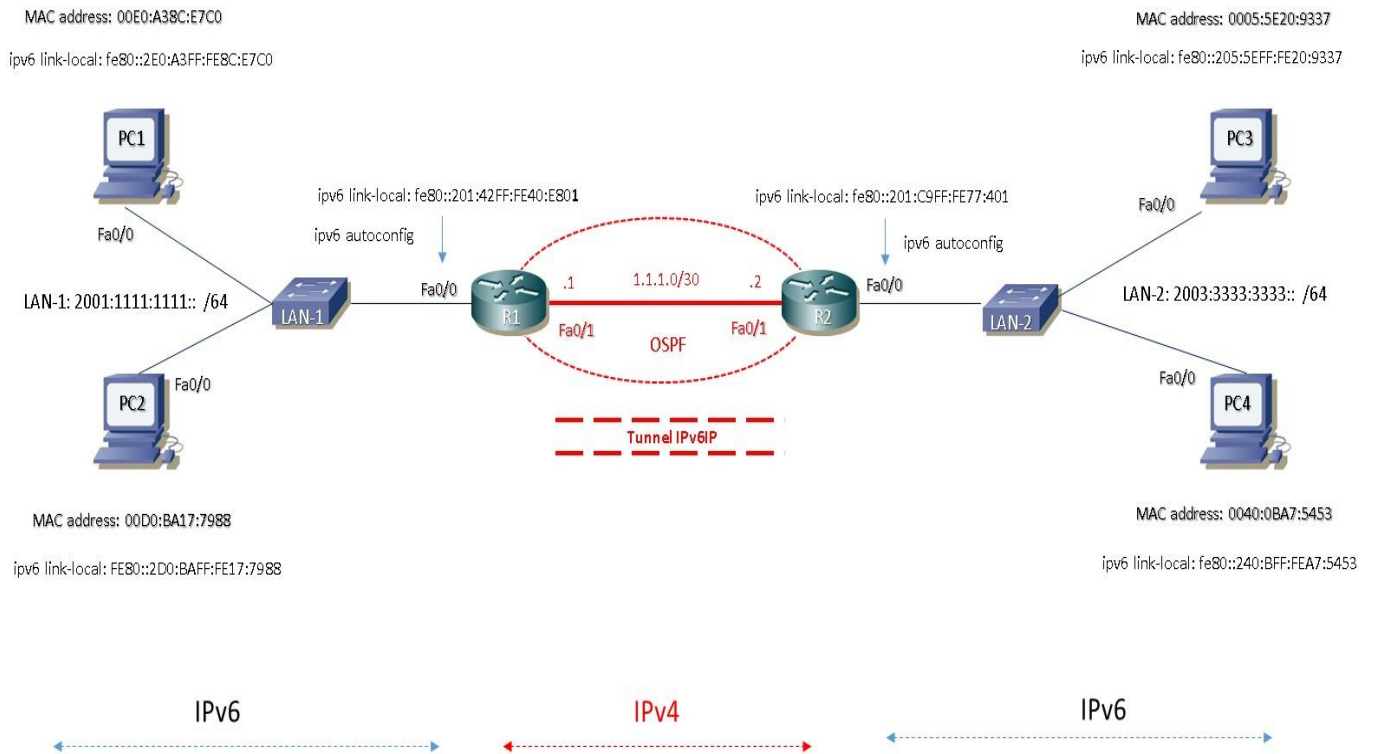 MAC address: 00E0:A38C:E7C0
MAC address: 0005:5E20:9337
ipv6 link-local: fe80::2E0:A3FF:FE8C:E7C0
ipv6 link-local: fe80::205:5EFF:FE20:9337
PC1
PC3
ipv6 link-local: fe80::201:42FF:FE40:E801
ipv6 link-local: fe80::201:C9FF:FE77:401
Fa0/0
Fa0/0
ipv6 autoconfig
ipv6 autoconfig
LAN-1: 2001:1111:1111:: /64
LAN-1
Fa0/0
R1
.1
1.1.1.0/30
.2
R2
Fa0/0
LAN-2
LAN-2: 2003:3333:3333:: /64
Fa0/1
Fa0/1
OSPF
Fa0/0
Fa0/0
PC2
PC4
Tunnel IPv6IP
MAC address: 00D0:BA17:7988
MAC address: 0040:0BA7:5453
ipv6 link-local: FE80::2D0:BAFF:FE17:7988
ipv6 link-local: fe80::240:BFF:FEA7:5453
IPv6
IPv4
IPv6